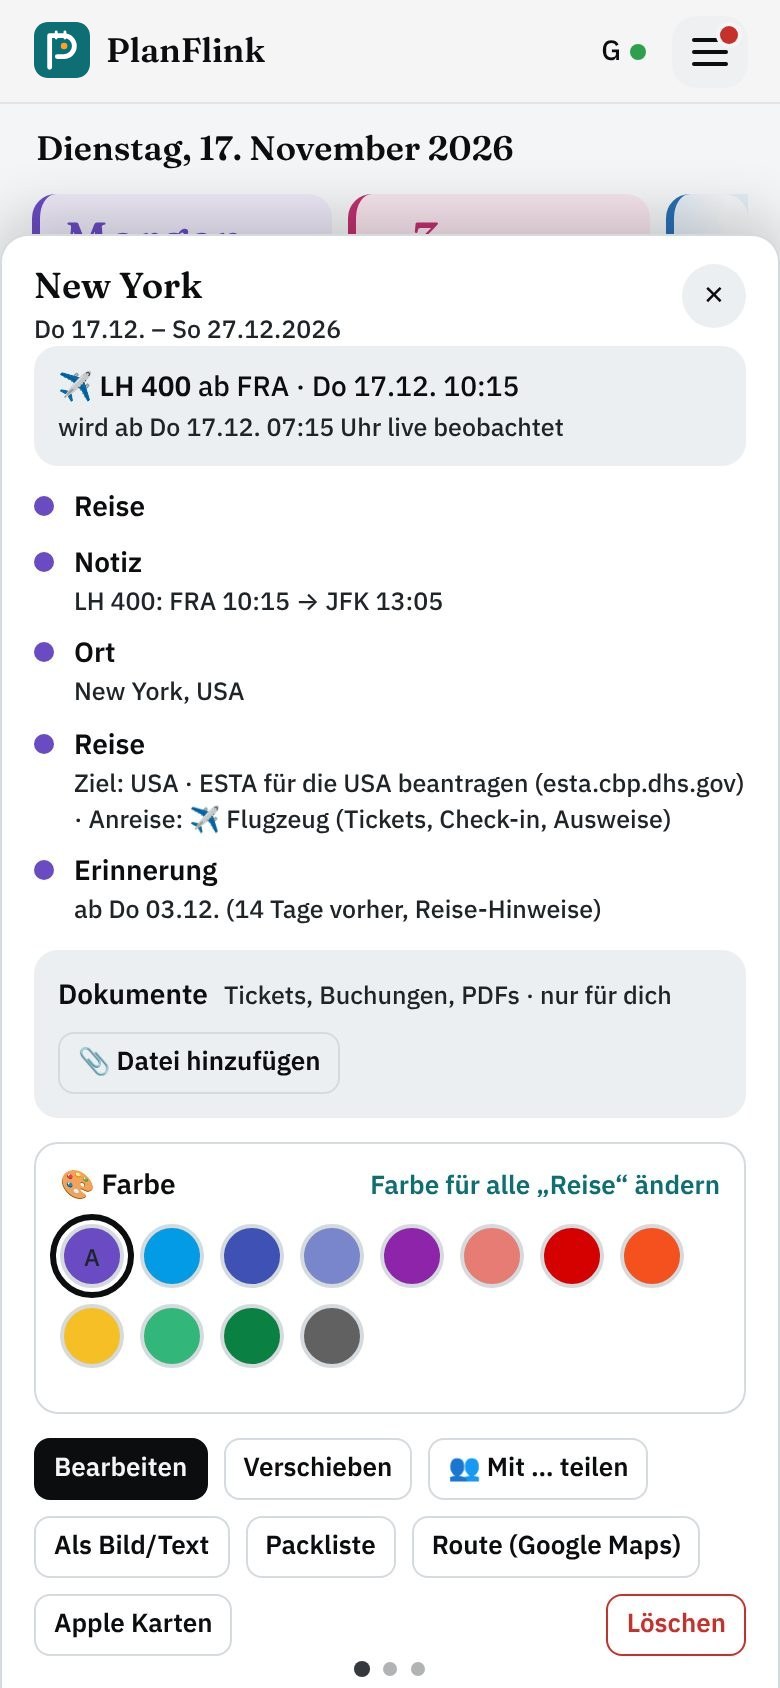 PlanFlink
G
Dienstag, 17. November 2026
New York
×
Do 17.12. – So 27.12.2026
✈️ LH 400 ab FRA · Do 17.12. 10:15
wird ab Do 17.12. 07:15 Uhr live beobachtet
Reise
Notiz
LH 400: FRA 10:15 → JFK 13:05
Ort
New York, USA
Reise
Ziel: USA · ESTA für die USA beantragen (esta.cbp.dhs.gov)
· Anreise: ✈️ Flugzeug (Tickets, Check-in, Ausweise)
Erinnerung
ab Do 03.12. (14 Tage vorher, Reise-Hinweise)
Dokumente Tickets, Buchungen, PDFs · nur für dich
📎 Datei hinzufügen
🎨 Farbe Farbe für alle „Reise“ ändern
A
Bearbeiten Verschieben 👥 Mit ... teilen
Als Bild/Text Packliste Route (Google Maps)
Apple Karten Löschen